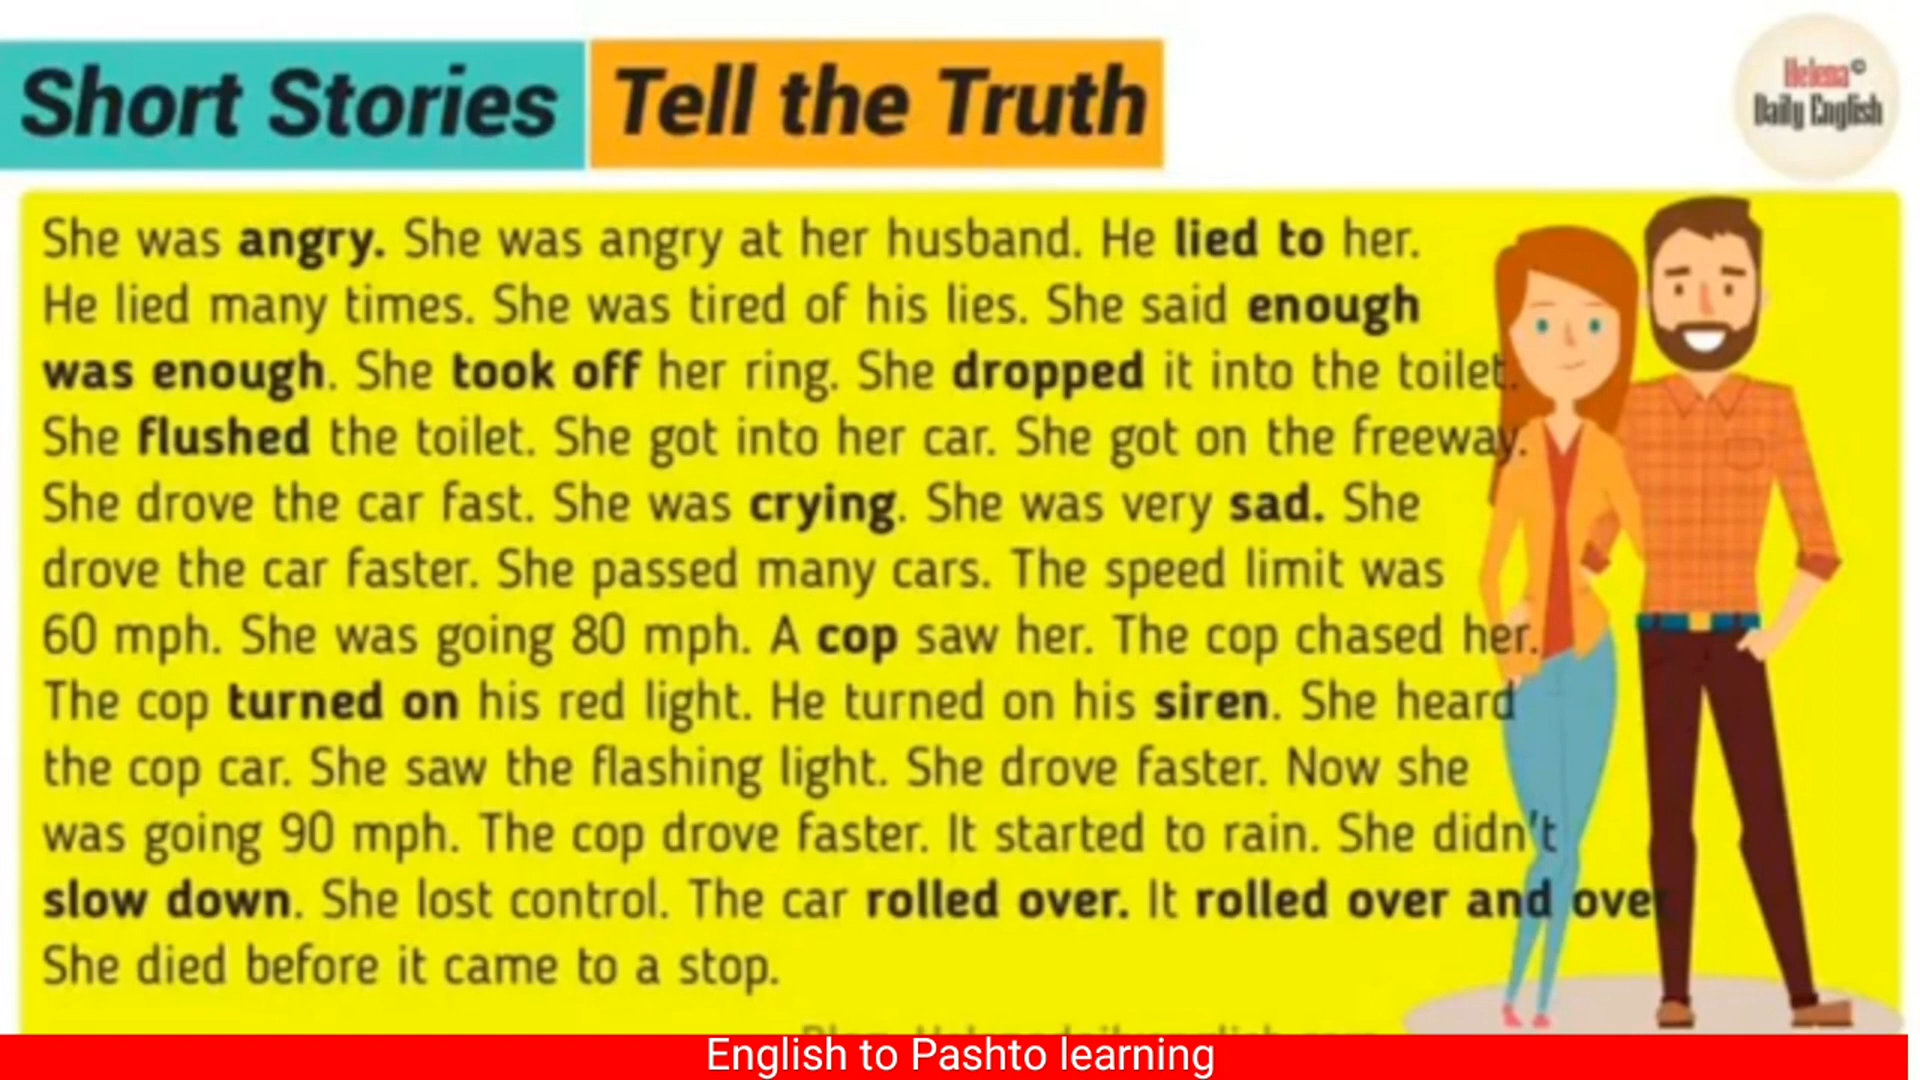 Short Stories Tell the Truth
Helena©
Daily English
She was angry. She was angry at her husband. He lied to her.
He lied many times. She was tired of his lies. She said enough
was enough. She took off her ring. She dropped it into the toilet.
She flushed the toilet. She got into her car. She got on the freeway.
She drove the car fast. She was crying. She was very sad. She
drove the car faster. She passed many cars. The speed limit was
60 mph. She was going 80 mph. A cop saw her. The cop chased her.
The cop turned on his red light. He turned on his siren. She heard
the cop car. She saw the flashing light. She drove faster. Now she
was going 90 mph. The cop drove faster. It started to rain. She didn't
slow down. She lost control. The car rolled over. It rolled over and over
She died before it came to a stop.
English to Pashto learning